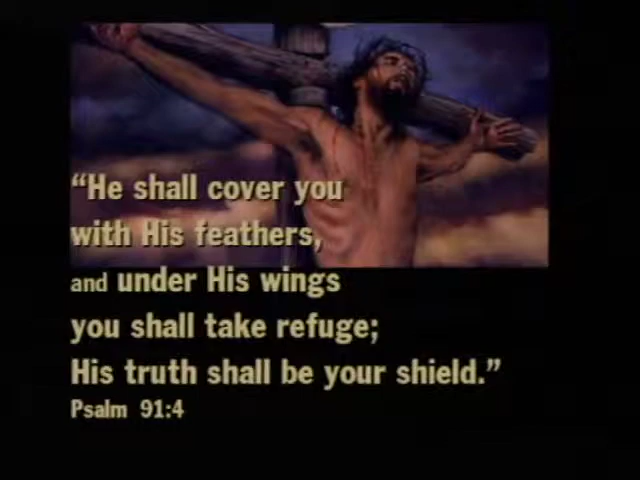 “He shall cover you
with His feathers,
and under His wings
you shall take refuge;
His truth shall be your shield.”
Psalm 91:4